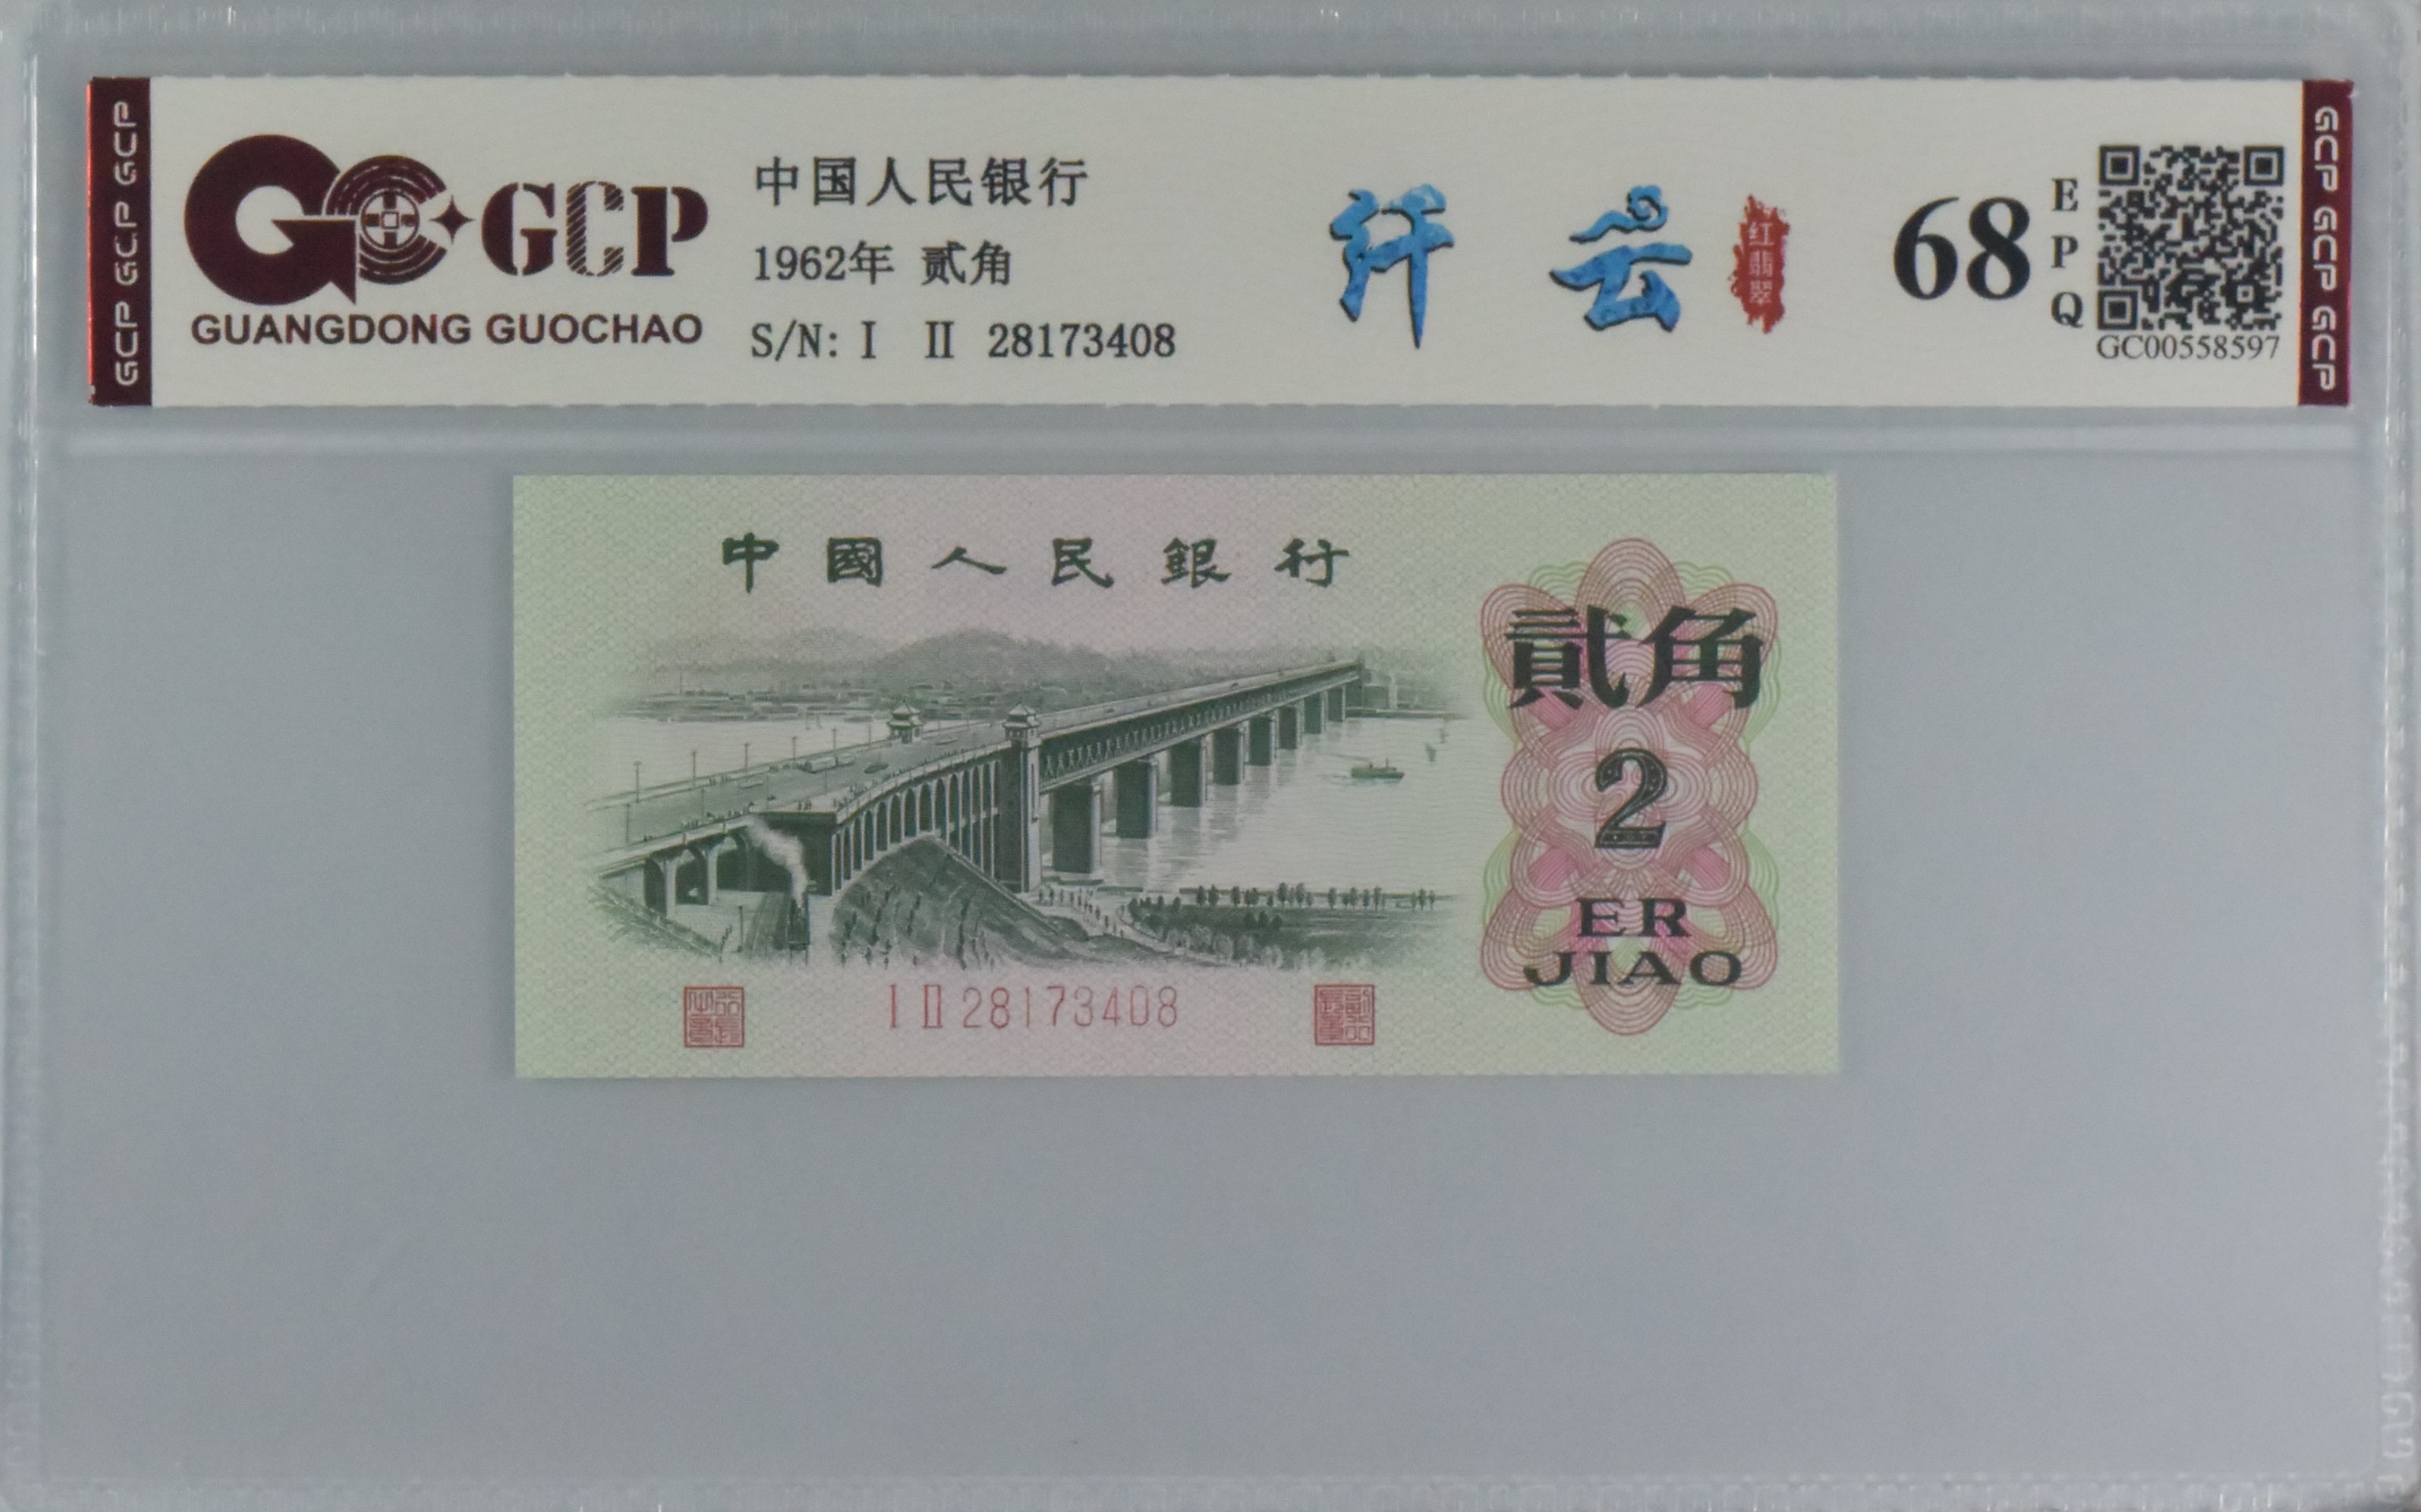 GCP GCP GCP
GCP
GUANGDONG GUOCHAO
中国人民银行
1962年 贰角
S/N: I II 28173408
纤云
红翡翠
68
EPQ
GC00558597
GCP GCP GCP
中國人民銀行
貳角
2
ER
JIAO
I II 28173408